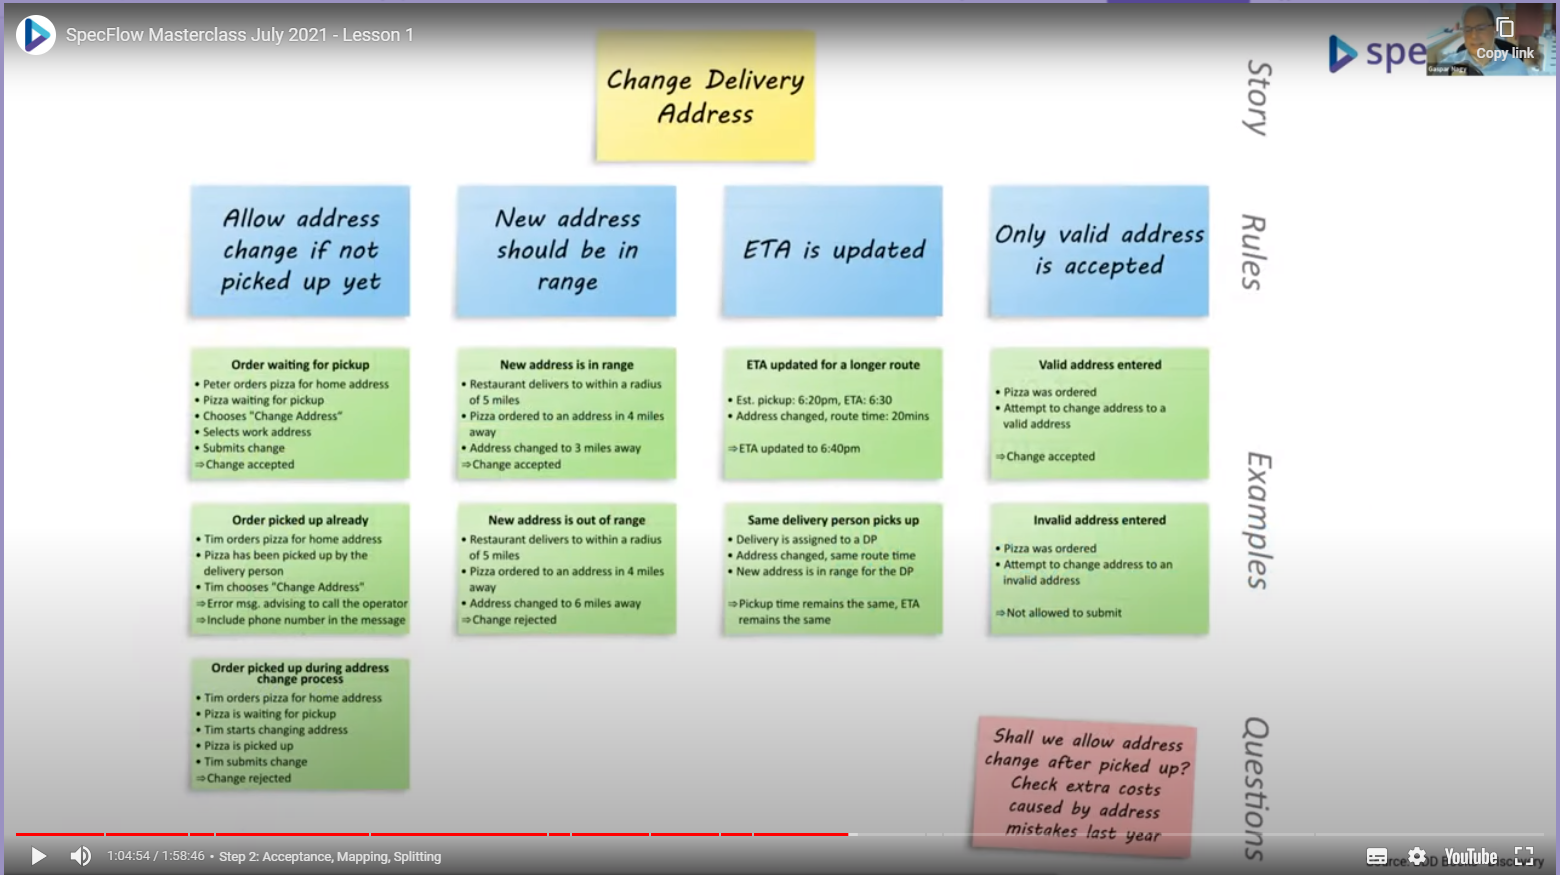 SpecFlow Masterclass July 2021 - Lesson 1
spe
Copy link
Gaspar Nagy
Change Delivery
Address
Story
Allow address
change if not
picked up yet
New address
should be in
range
ETA is updated
Only valid address
is accepted
Rules
Order waiting for pickup
• Peter orders pizza for home address
• Pizza waiting for pickup
• Chooses "Change Address"
• Selects work address
• Submits change
⇒Change accepted
New address is in range
• Restaurant delivers to within a radius
of 5 miles
• Pizza ordered to an address in 4 miles
away
• Address changed to 3 miles away
⇒Change accepted
ETA updated for a longer route
• Est. pickup: 6:20pm, ETA: 6:30
• Address changed, route time: 20mins
⇒ETA updated to 6:40pm
Valid address entered
• Pizza was ordered
• Attempt to change address to a
valid address
⇒Change accepted
Examples
Order picked up already
• Tim orders pizza for home address
• Pizza has been picked up by the
delivery person
• Tim chooses "Change Address"
⇒Error msg. advising to call the operator
⇒Include phone number in the message
New address is out of range
• Restaurant delivers to within a radius
of 5 miles
• Pizza ordered to an address in 4 miles
away
• Address changed to 6 miles away
⇒Change rejected
Same delivery person picks up
• Delivery is assigned to a DP
• Address changed, same route time
• New address is in range for the DP
⇒Pickup time remains the same, ETA
remains the same
Invalid address entered
• Pizza was ordered
• Attempt to change address to an
invalid address
⇒Not allowed to submit
Order picked up during address
change process
• Tim orders pizza for home address
• Pizza is waiting for pickup
• Tim starts changing address
• Pizza is picked up
• Tim submits change
⇒Change rejected
Shall we allow address
change after picked up?
Check extra costs
caused by address
mistakes last year
Questions
1:04:54 / 1:58:46 • Step 2: Acceptance, Mapping, Splitting
YouTube